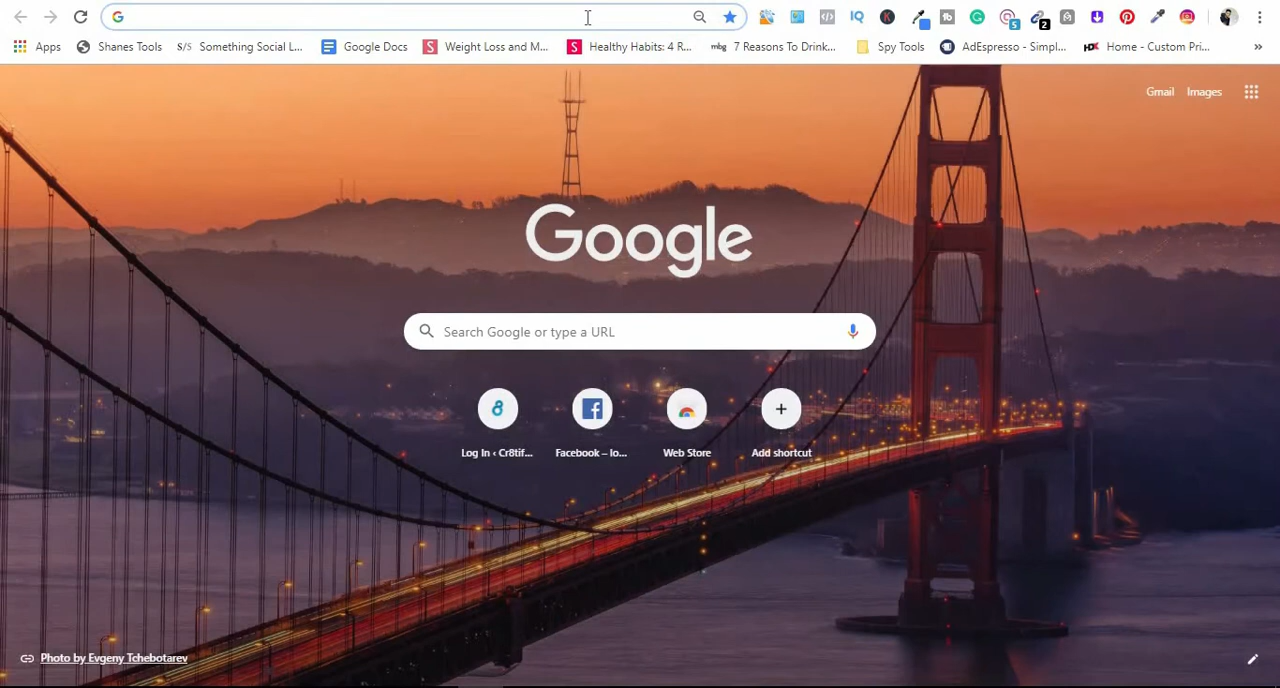 Apps Shanes Tools S/S Something Social L... Google Docs S Weight Loss and M... S Healthy Habits: 4 R... mbg 7 Reasons To Drink... Spy Tools AdEspresso - Simpl... HDX Home - Custom Pri... »
Gmail Images
Google
Search Google or type a URL
Log In ‹ Cr8tif... Facebook – lo... Web Store Add shortcut
Photo by Evgeny Tchebotarev